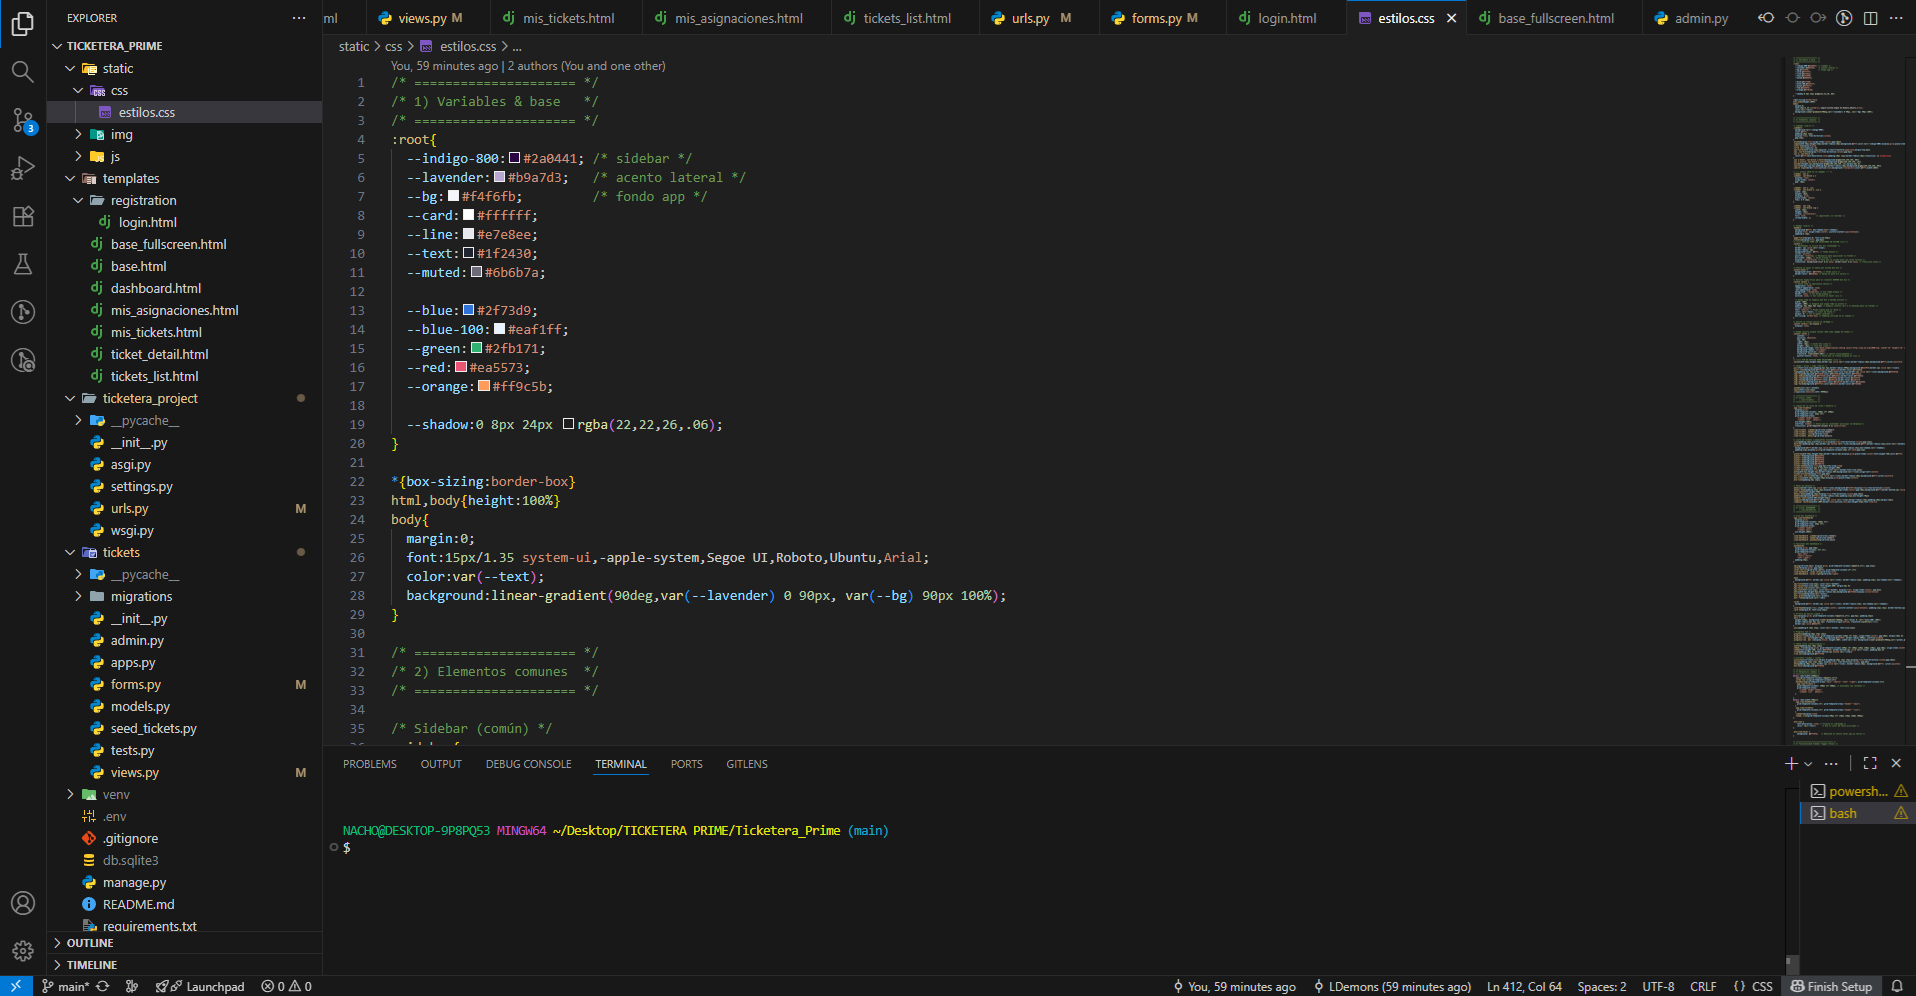 EXPLORER
TICKETERA_PRIME
static
css
estilos.css
img
js
templates
registration
login.html
base_fullscreen.html
base.html
dashboard.html
mis_asignaciones.html
mis_tickets.html
ticket_detail.html
tickets_list.html
ticketera_project
__pycache__
__init__.py
asgi.py
settings.py
urls.py M
wsgi.py
tickets
__pycache__
migrations
__init__.py
admin.py
apps.py
forms.py M
models.py
seed_tickets.py
tests.py
views.py M
venv
.env
.gitignore
db.sqlite3
manage.py
README.md
requirements.txt
OUTLINE
TIMELINE
ml views.py M mis_tickets.html mis_asignaciones.html tickets_list.html urls.py M forms.py M login.html estilos.css base_fullscreen.html admin.py
static > css > estilos.css > ...
You, 59 minutes ago | 2 authors (You and one other)
1 /* ===================== */
2 /* 1) Variables & base */
3 /* ===================== */
4 :root{
5 --indigo-800: #2a0441; /* sidebar */
6 --lavender: #b9a7d3; /* acento lateral */
7 --bg: #f4f6fb; /* fondo app */
8 --card: #ffffff;
9 --line: #e7e8ee;
10 --text: #1f2430;
11 --muted: #6b6b7a;
12
13 --blue: #2f73d9;
14 --blue-100: #eaf1ff;
15 --green: #2fb171;
16 --red: #ea5573;
17 --orange: #ff9c5b;
18
19 --shadow:0 8px 24px rgba(22,22,26,.06);
20 }
21
22 *{box-sizing:border-box}
23 html,body{height:100%}
24 body{
25 margin:0;
26 font:15px/1.35 system-ui,-apple-system,Segoe UI,Roboto,Ubuntu,Arial;
27 color:var(--text);
28 background:linear-gradient(90deg,var(--lavender) 0 90px, var(--bg) 90px 100%);
29 }
30
31 /* ===================== */
32 /* 2) Elementos comunes */
33 /* ===================== */
34
35 /* Sidebar (común) */
PROBLEMS OUTPUT DEBUG CONSOLE TERMINAL PORTS GITLENS
NACHO@DESKTOP-9P8PQ53 MINGW64 ~/Desktop/TICKETERA PRIME/Ticketera_Prime (main)
$
powersh...
bash
3
main* Launchpad 0 0 You, 59 minutes ago LDemons (59 minutes ago) Ln 412, Col 64 Spaces: 2 UTF-8 CRLF {} CSS Finish Setup